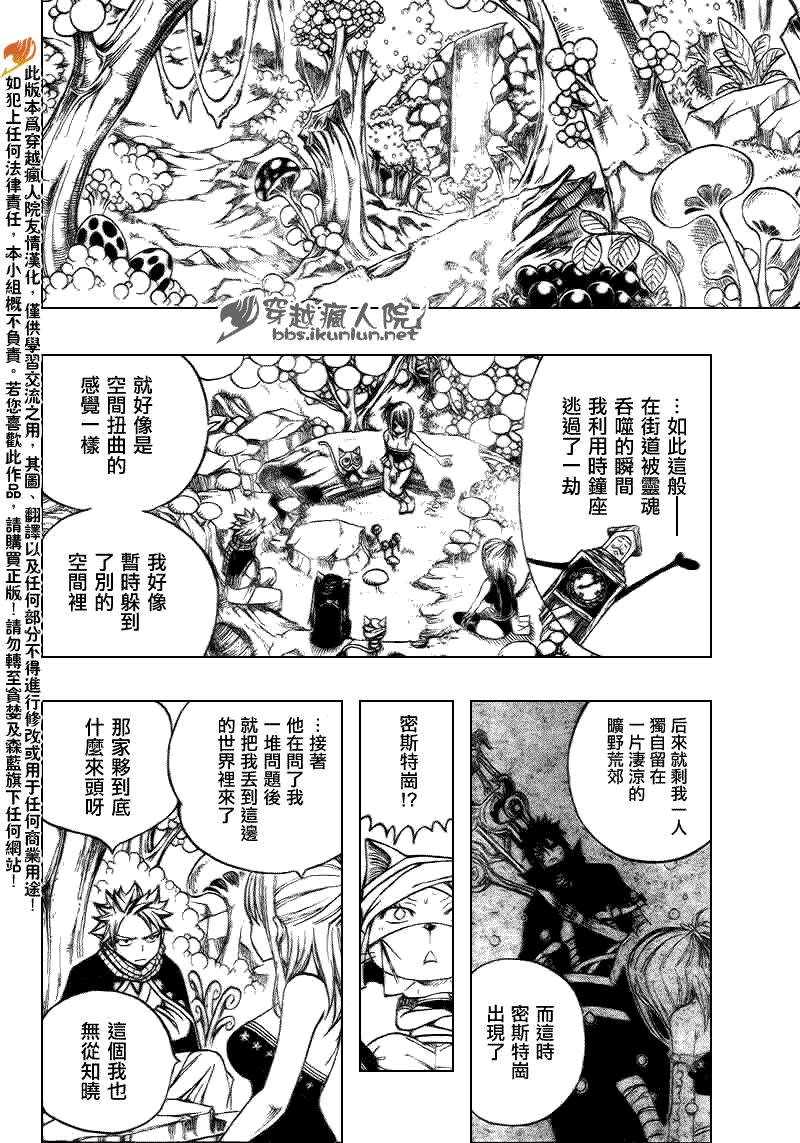 此版本爲穿越瘋人院友情漢化，僅供學習交流之用，其圖、翻譯以及任何部分不得進行修改或用于任何商業用途！
如犯上任何法律責任，本小組概不負責。若您喜歡此作品，請購買正版！請勿轉至貪婪及森藍旗下任何網站！
穿越瘋人院
bbs.ikunlun.net
…如此這般——
在街道被靈魂
吞噬的瞬間
我利用時鐘座
逃過了一劫
就好像是
空間扭曲的
感覺一樣
我好像
暫時躲到
了別的
空間裡
后來就剩我一人
獨自留在
一片淒涼的
曠野荒郊
而這時
密斯特崗
出現了
密斯特崗!?
…接著
他在問了我
一堆問題後
就把我丟到這邊
的世界裡來了
那家夥到底
什麼來頭呀
這個我也
無從知曉